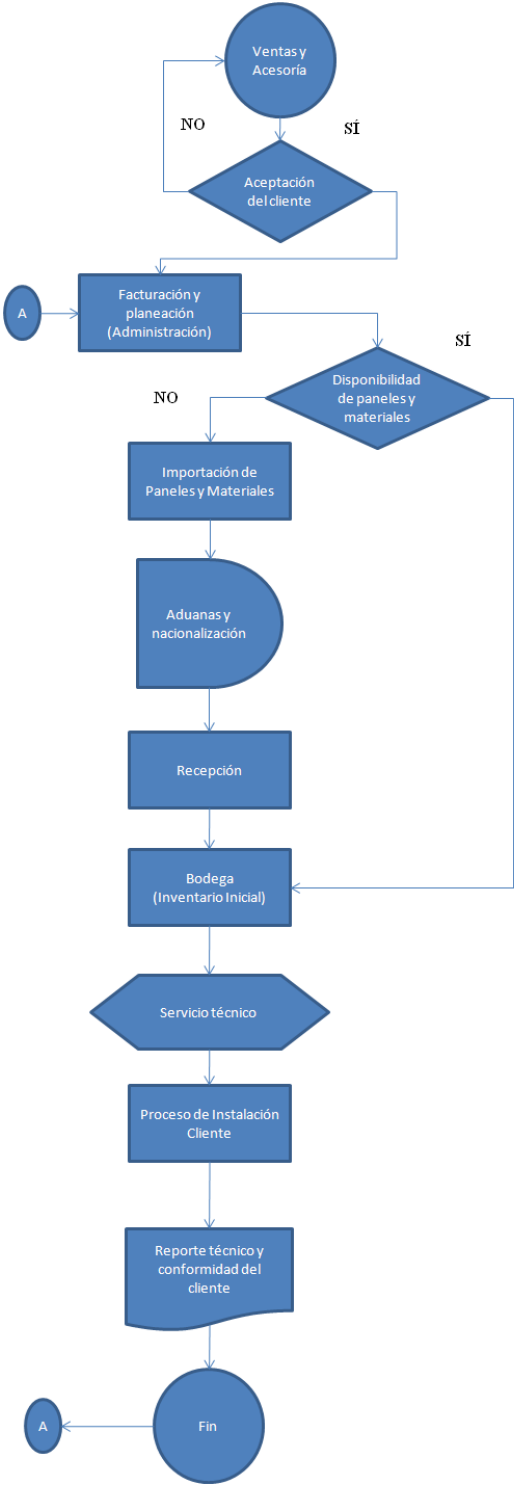 Ventas y
Acesoría
NO
SÍ
Aceptación
del cliente
A
Facturación y
planeación
(Administración)
SÍ
Disponibilidad
de paneles y
materiales
NO
Importación de
Paneles y Materiales
Aduanas y
nacionalización
Recepción
Bodega
(Inventario Inicial)
Servicio técnico
Proceso de Instalación
Cliente
Reporte técnico y
conformidad del
cliente
Fin
A